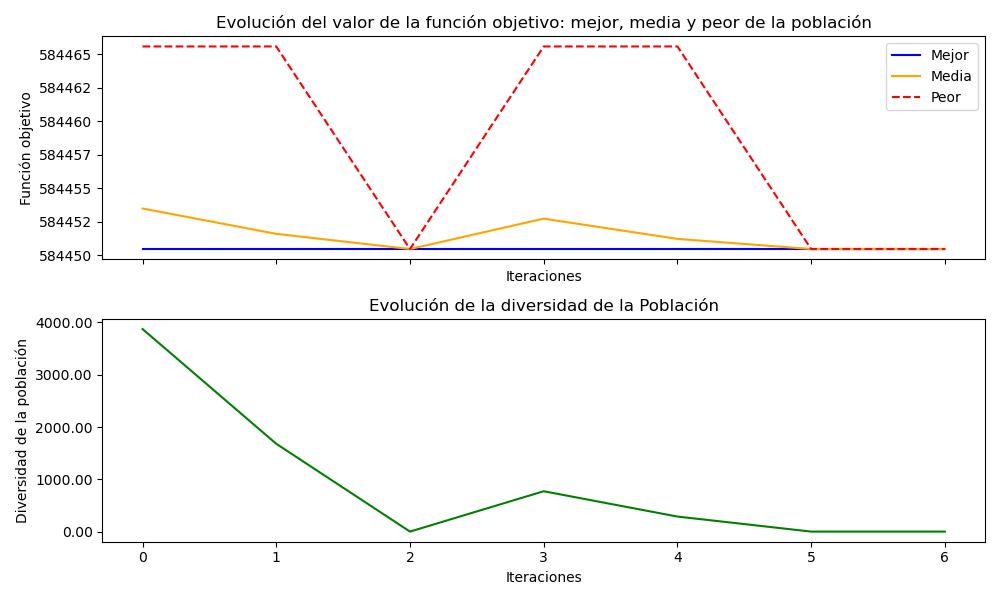 Evolución del valor de la función objetivo: mejor, media y peor de la población
Función objetivo
584465
584462
584460
584457
584455
584452
584450
Mejor
Media
Peor
Iteraciones
Evolución de la diversidad de la Población
Diversidad de la población
4000.00
3000.00
2000.00
1000.00
0.00
0 1 2 3 4 5 6
Iteraciones